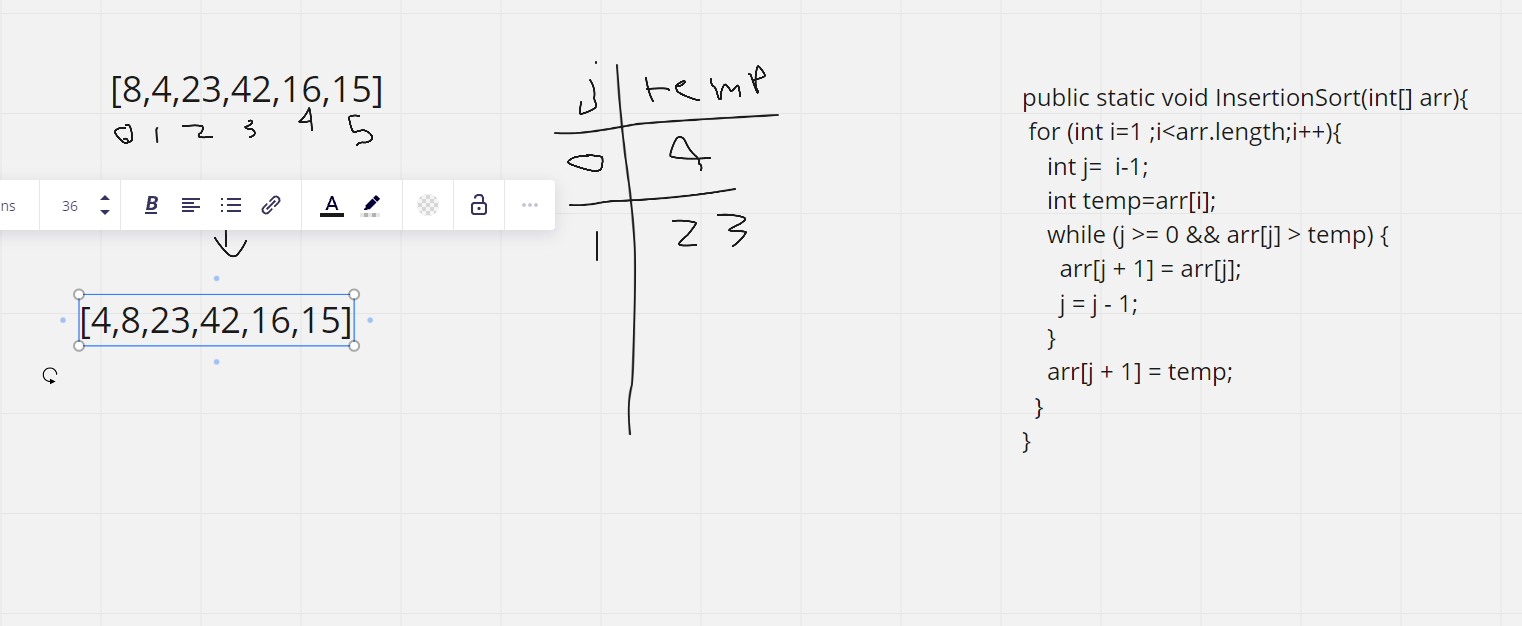 [8,4,23,42,16,15]
0 1 2 3 4 5
ns 36 B A
[4,8,23,42,16,15]
j temp
0 4
1 23
public static void InsertionSort(int[] arr){
for (int i=1 ;i<arr.length;i++){
int j= i-1;
int temp=arr[i];
while (j >= 0 && arr[j] > temp) {
arr[j + 1] = arr[j];
j = j - 1;
}
arr[j + 1] = temp;
}
}